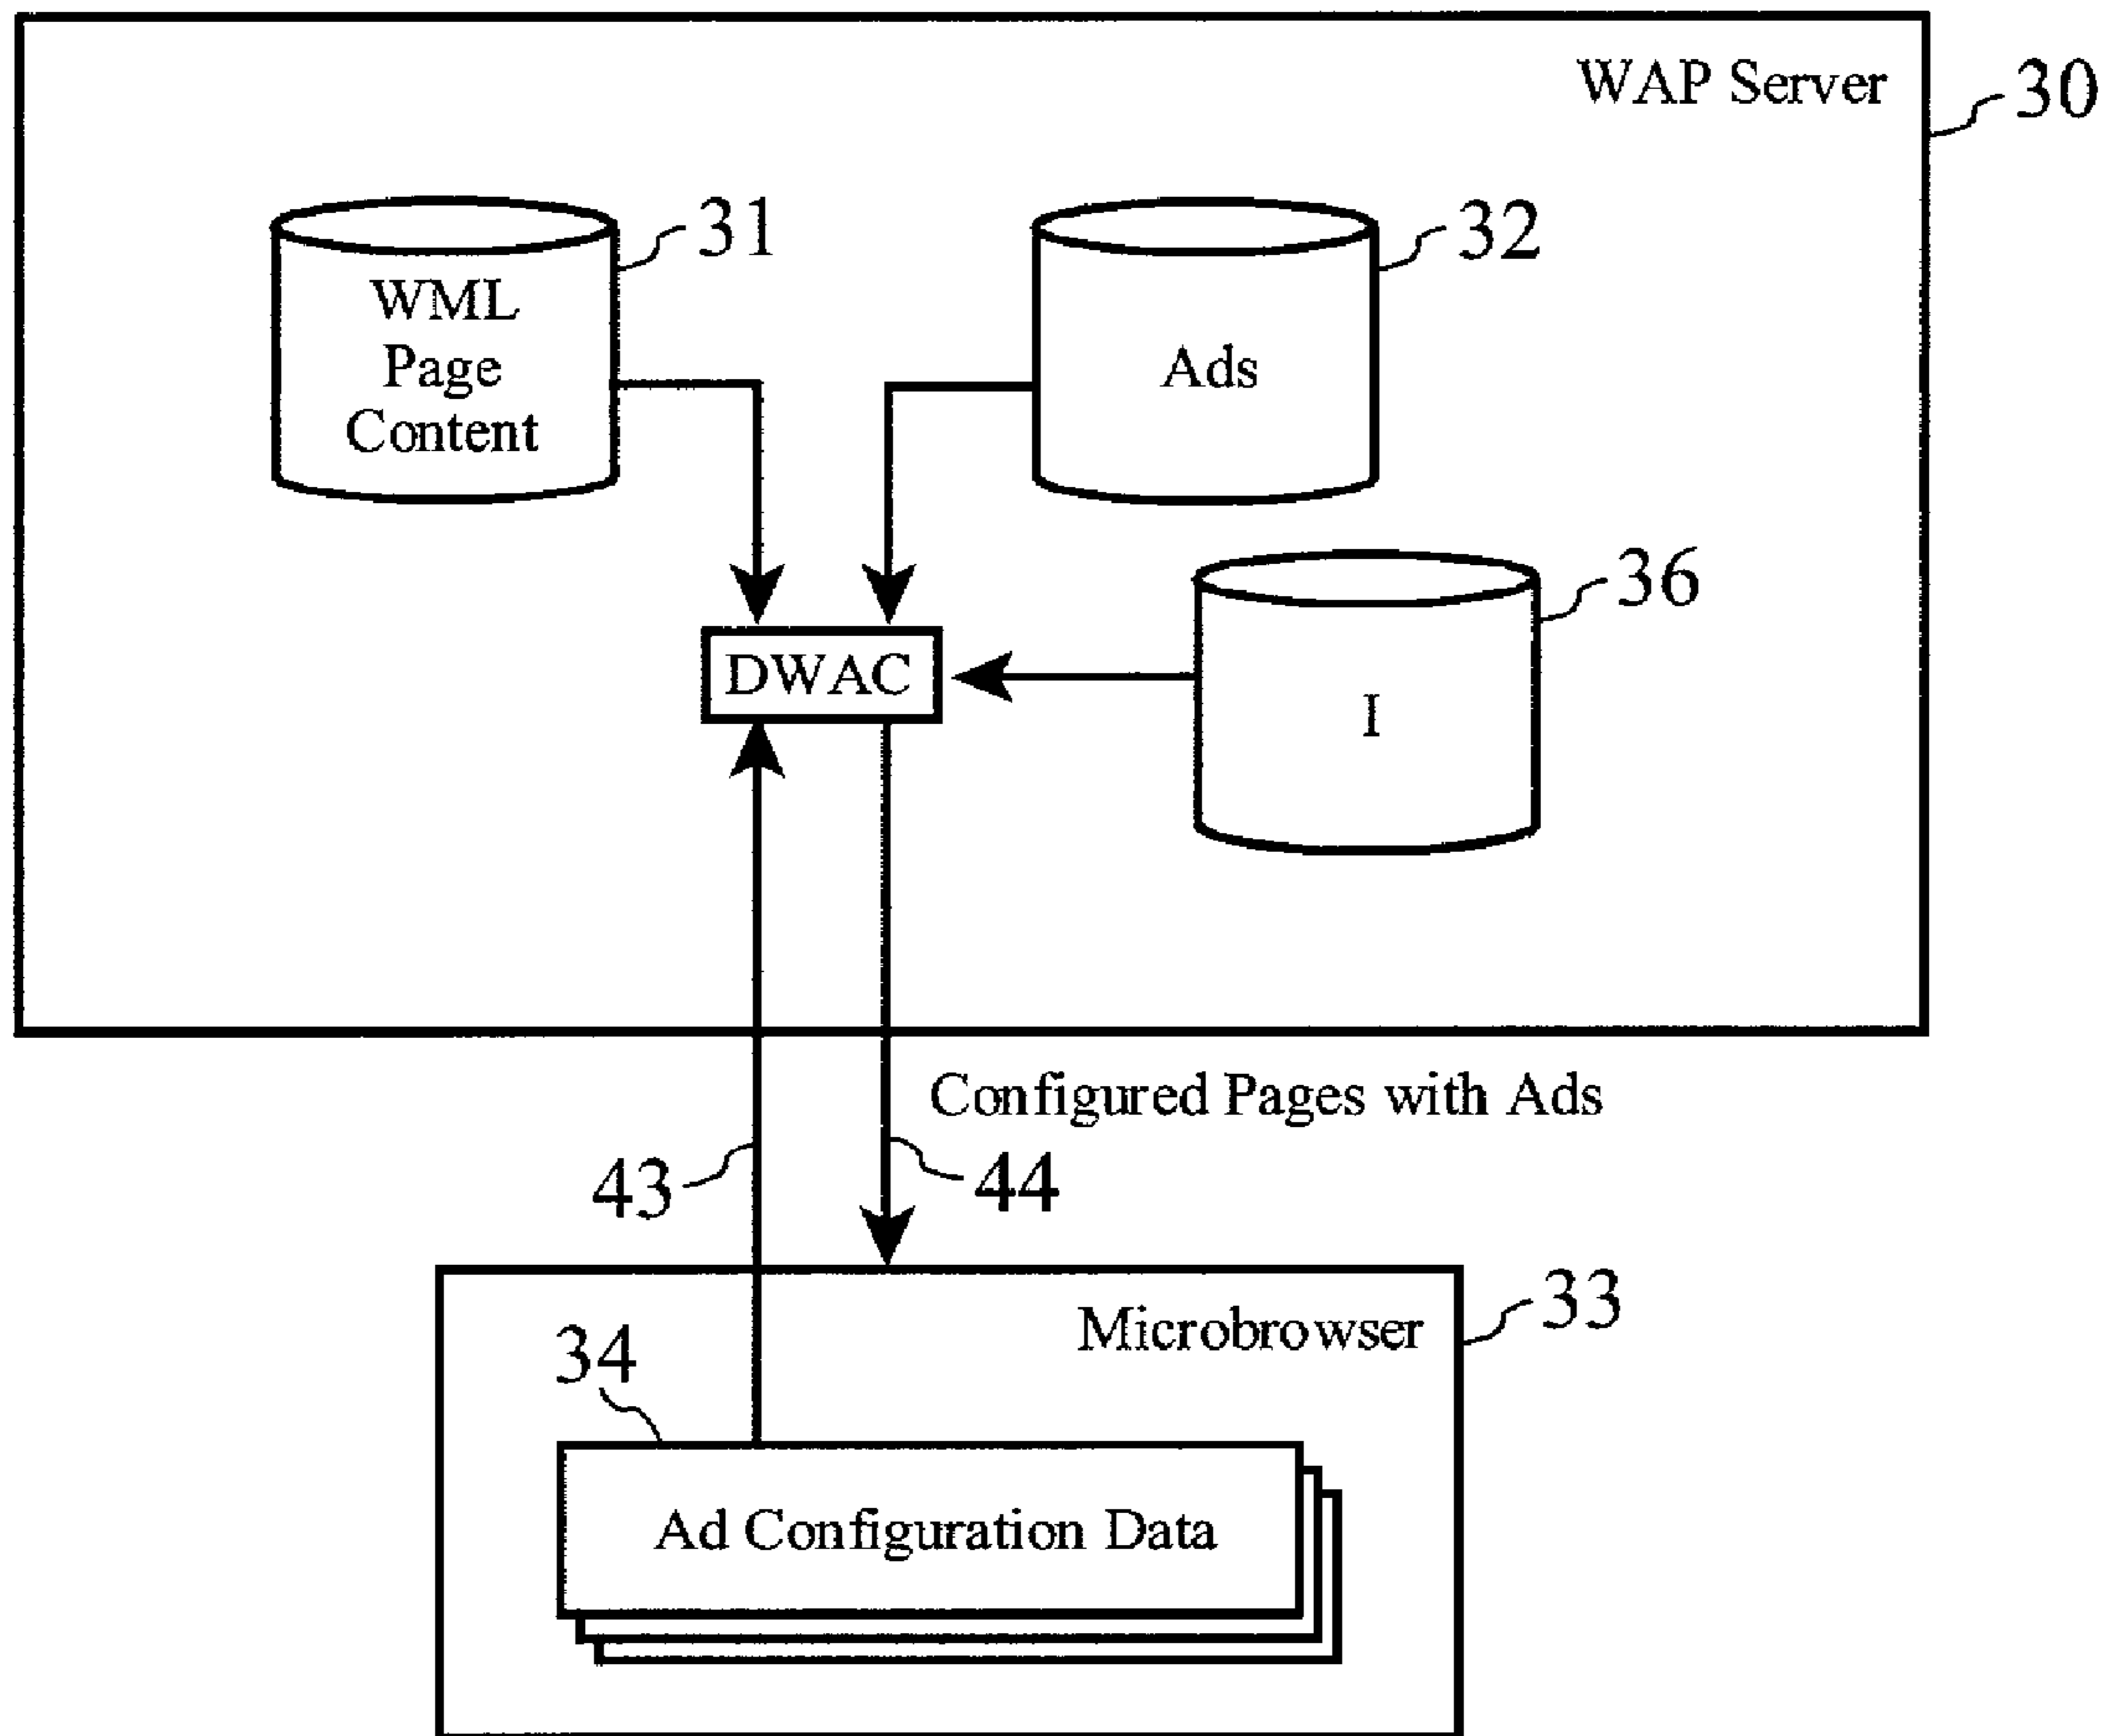 WAP Server
30
31
32
WML
Page
Content
Ads
36
DWAC
I
Configured Pages with Ads
43
44
33
Microbrowser
34
Ad Configuration Data